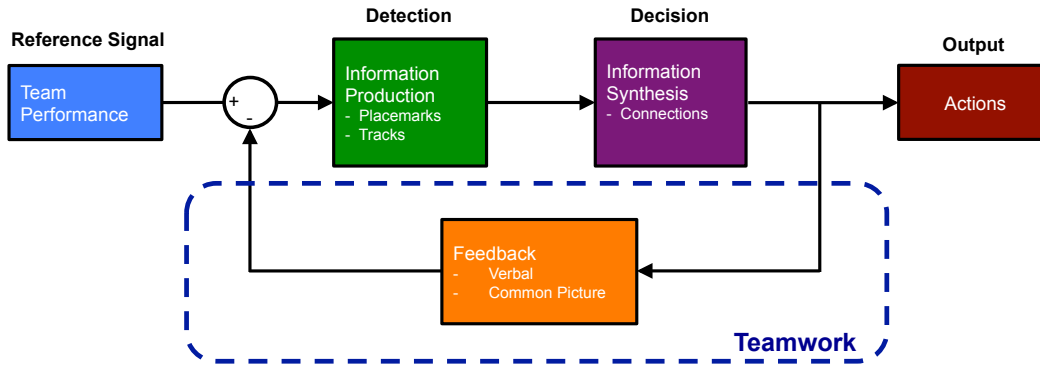 Detection
Decision
Reference Signal
Output
Team
Performance
+
-
Information
Production
- Placemarks
- Tracks
Information
Synthesis
- Connections
Actions
Feedback
- Verbal
- Common Picture
Teamwork